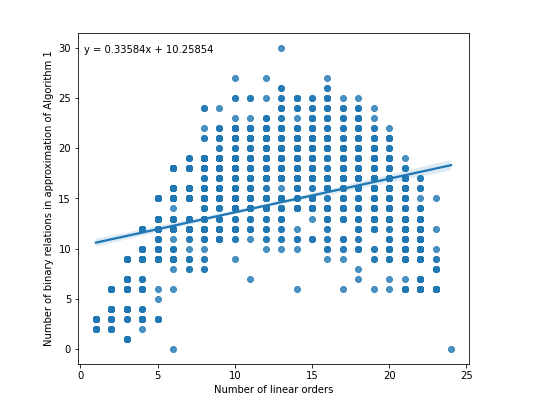 y = 0.33584x + 10.25854
Number of binary relations in approximation of Algorithm 1
30
25
20
15
10
5
0
0 5 10 15 20 25
Number of linear orders